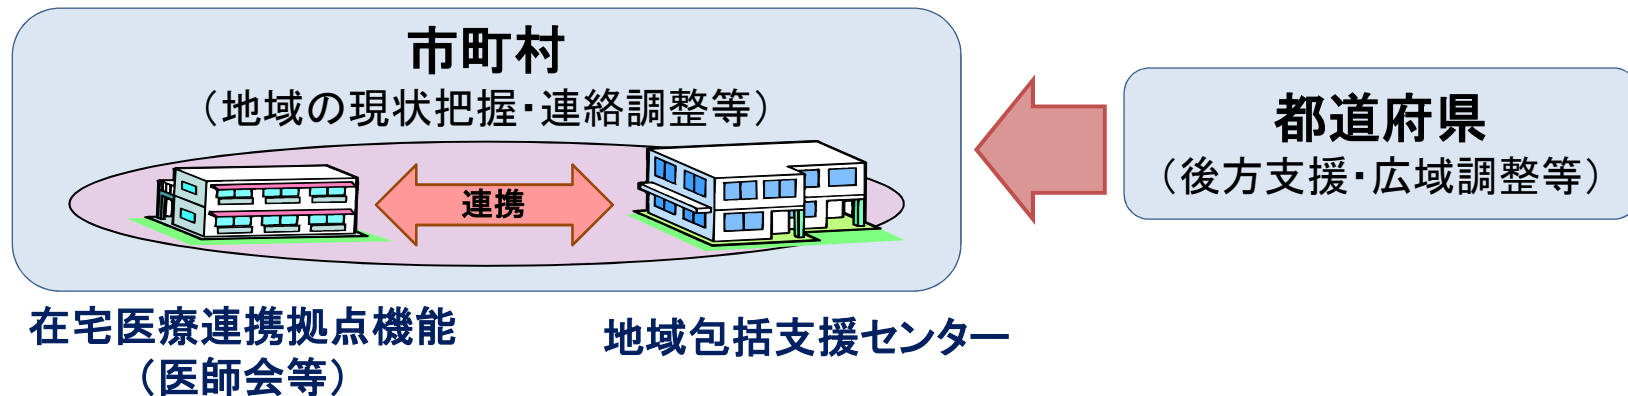 市町村
（地域の現状把握・連絡調整等）
連携
在宅医療連携拠点機能
（医師会等）
地域包括支援センター
都道府県
（後方支援・広域調整等）